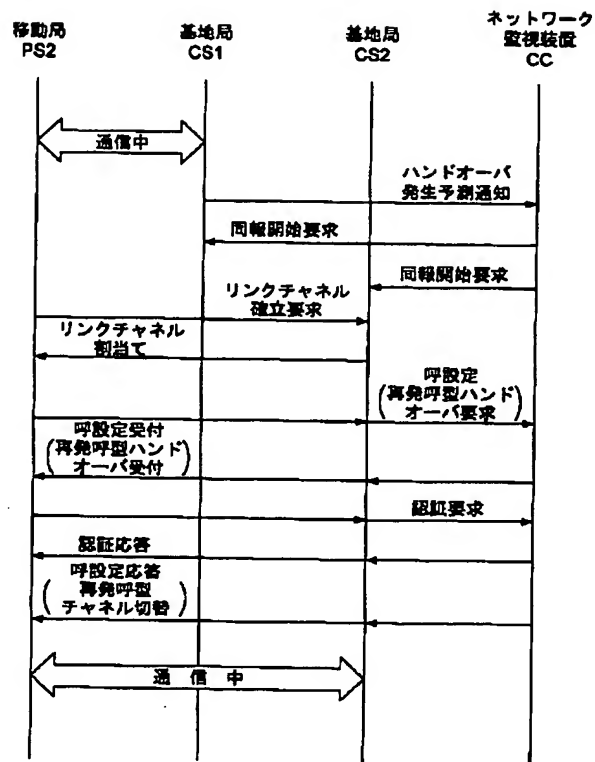 移動局
PS2
基地局
CS1
基地局
CS2
ネットワーク
監視装置
CC
通信中
ハンドオーバ
発生予測通知
同報開始要求
同報開始要求
リンクチャネル
確立要求
リンクチャネル
割当て
呼設定
(再発呼型ハンド
オーバ要求)
呼設定受付
(再発呼型ハンド
オーバ受付)
認証要求
認証応答
呼設定応答
(再発呼型
チャネル切替)
通 信 中